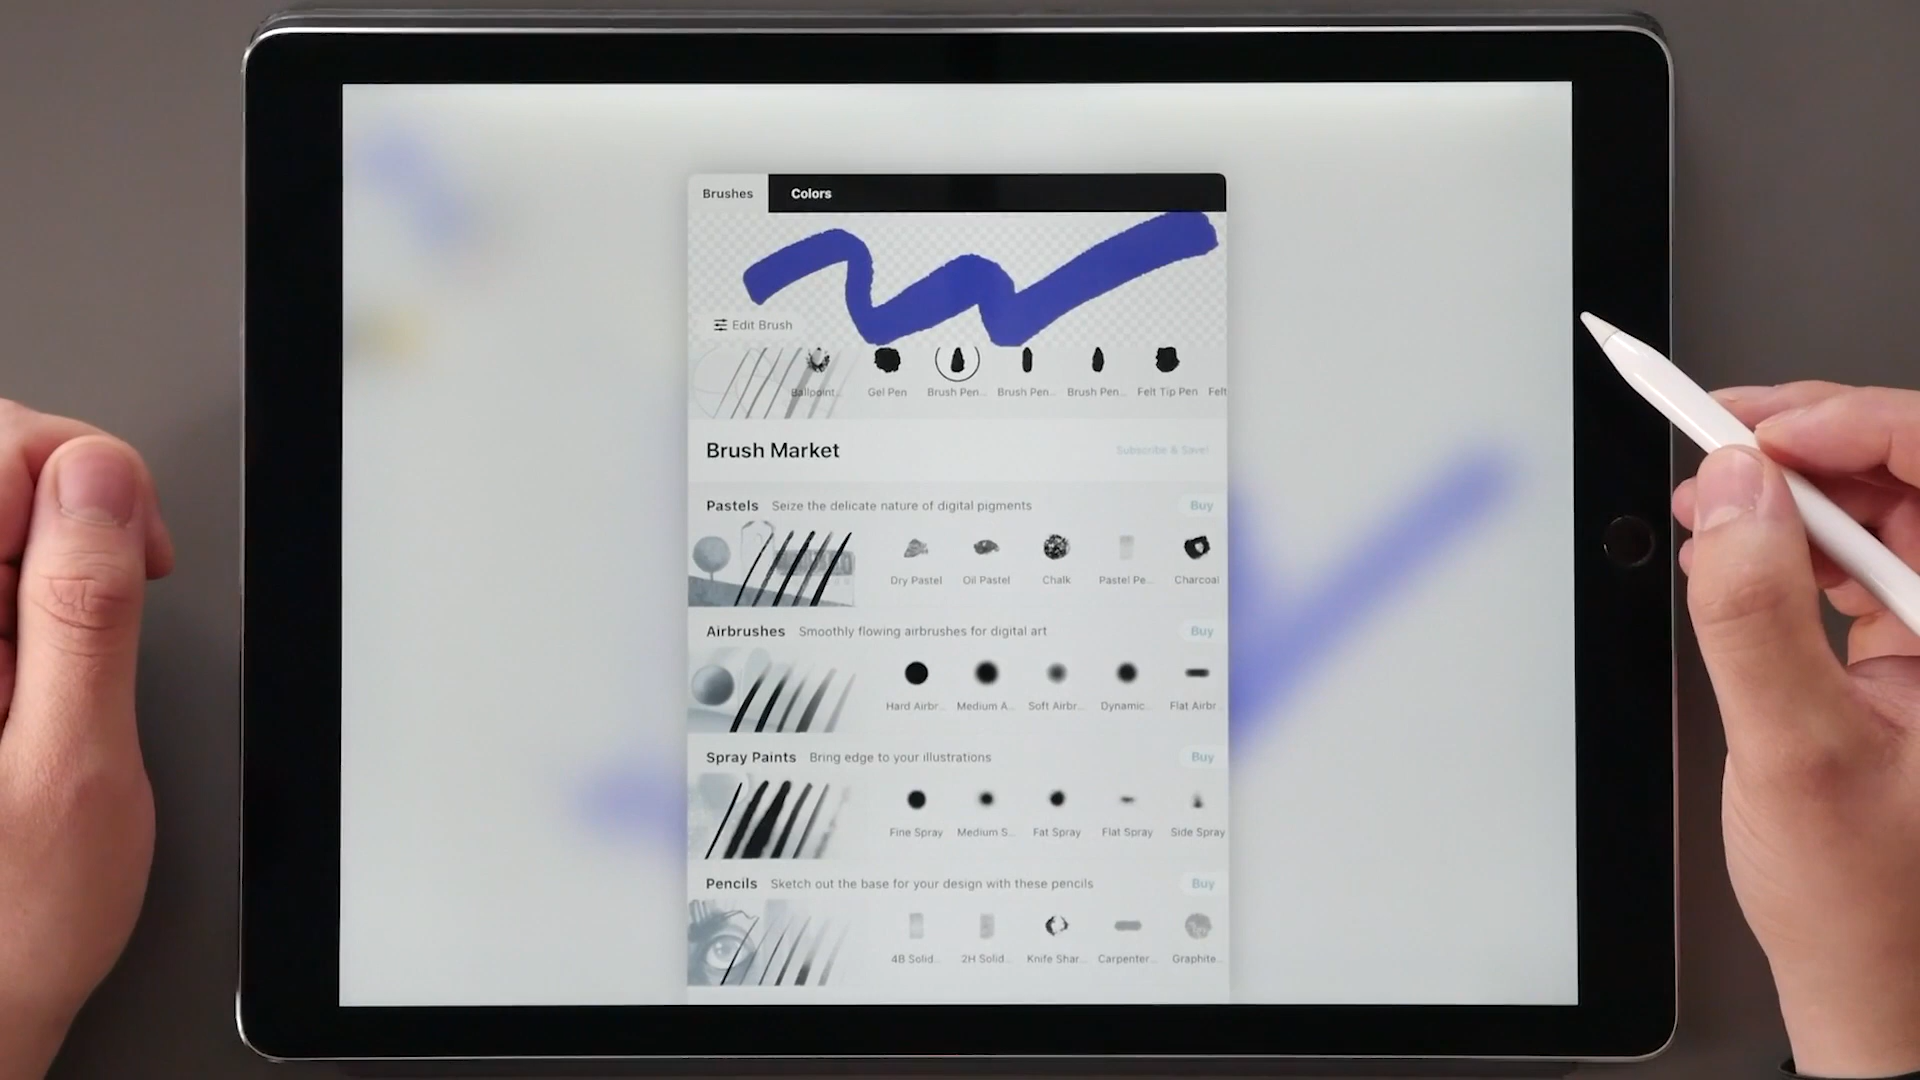 Brushes Colors
Edit Brush
Ballpoint... Gel Pen Brush Pen... Brush Pen... Brush Pen... Felt Tip Pen Felt
Brush Market Subscribe & Save!
Pastels Seize the delicate nature of digital pigments Buy
Dry Pastel Oil Pastel Chalk Pastel Pe... Charcoal
Airbrushes Smoothly flowing airbrushes for digital art Buy
Hard Airbr... Medium A... Soft Airbr... Dynamic... Flat Airbr...
Spray Paints Bring edge to your illustrations Buy
Fine Spray Medium S... Fat Spray Flat Spray Side Spray
Pencils Sketch out the base for your design with these pencils Buy
4B Solid... 2H Solid... Knife Shar... Carpenter... Graphite...